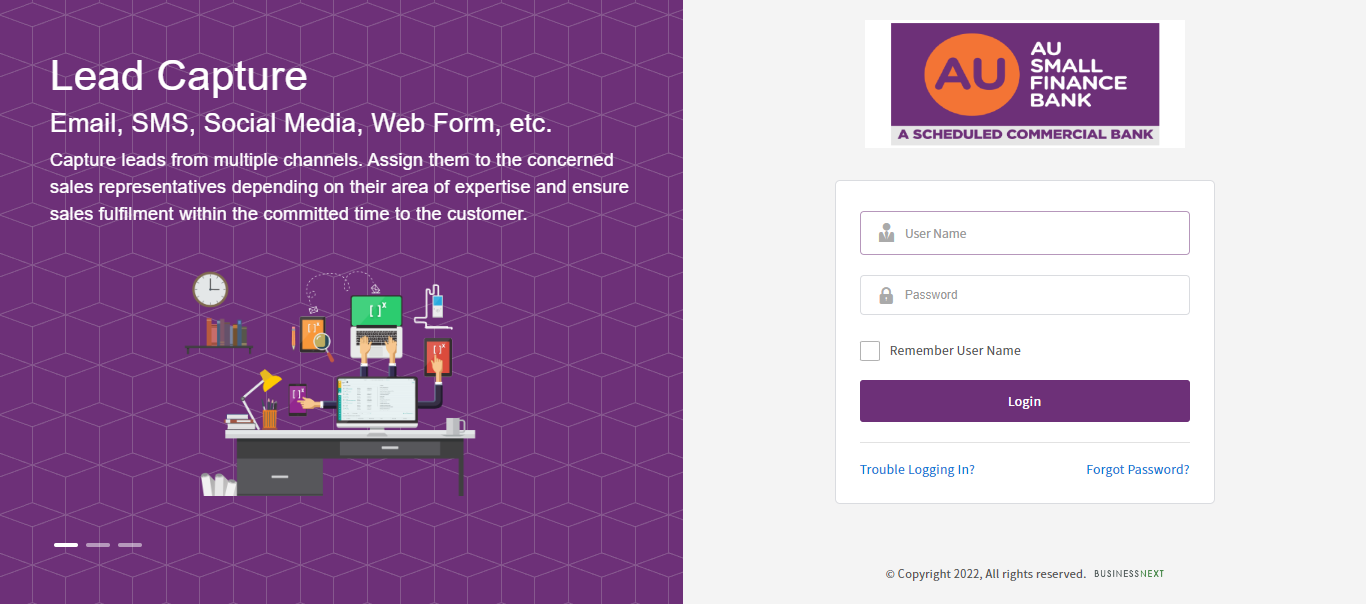 Lead Capture
Email, SMS, Social Media, Web Form, etc.
Capture leads from multiple channels. Assign them to the concerned
sales representatives depending on their area of expertise and ensure
sales fulfilment within the committed time to the customer.
[ ]x
[ ]x
[ ]x
[ ]x
AU
AU
SMALL
FINANCE
BANK
A SCHEDULED COMMERCIAL BANK
User Name
Password
Remember User Name
Login
Trouble Logging In? Forgot Password?
© Copyright 2022, All rights reserved. BUSINESSNEXT